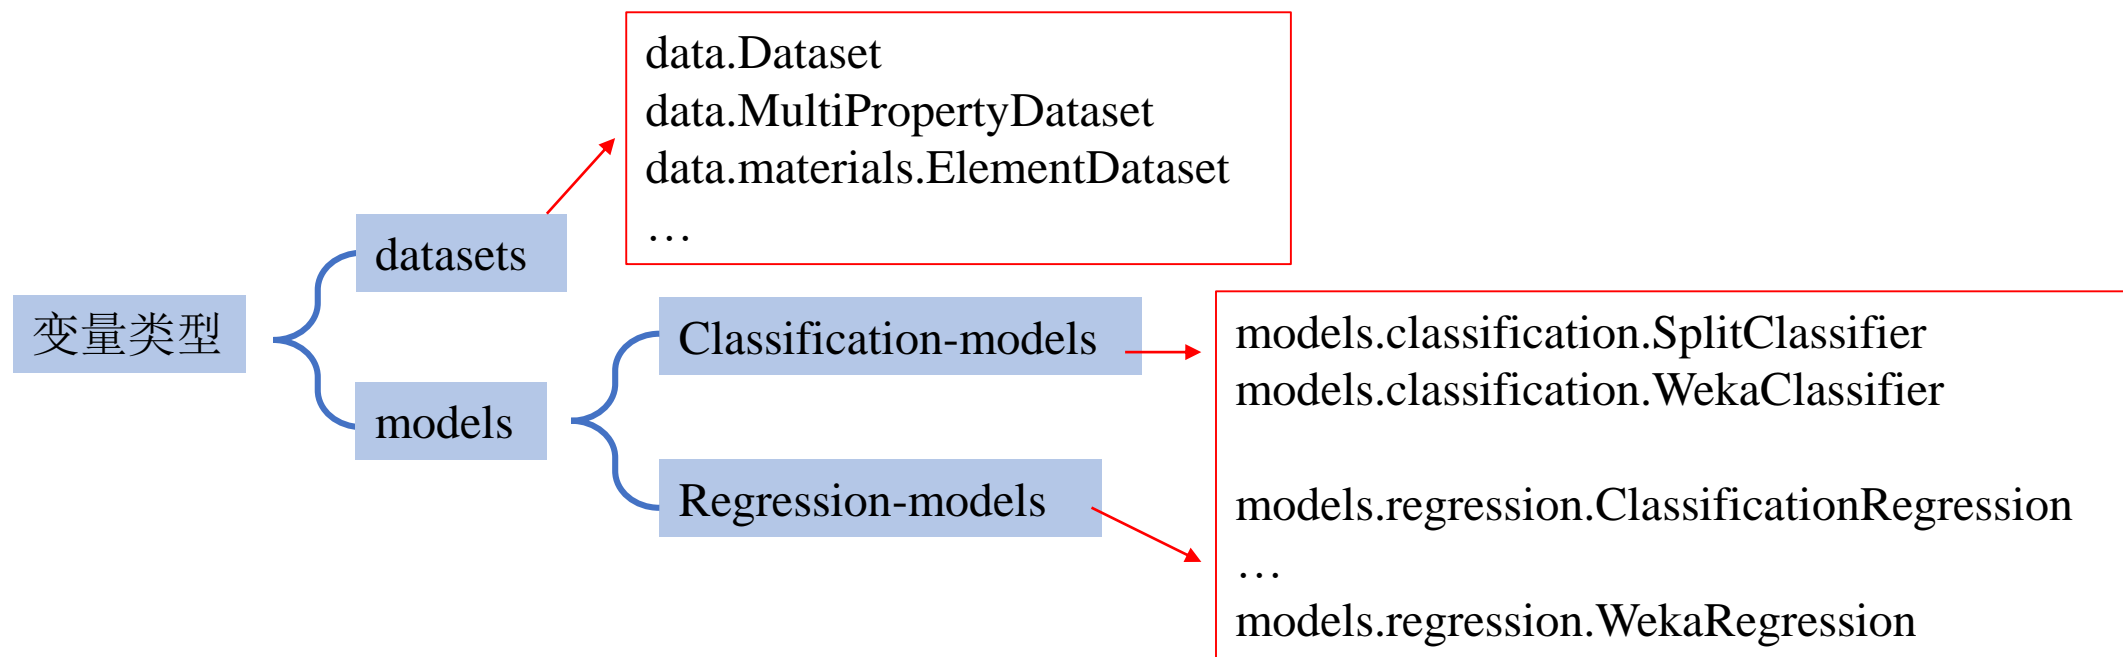 data.Dataset
data.MultiPropertyDataset
data.materials.ElementDataset
…
datasets
变量类型
models
Classification-models
Regression-models
models.classification.SplitClassifier
models.classification.WekaClassifier
models.regression.ClassificationRegression
…
models.regression.WekaRegression